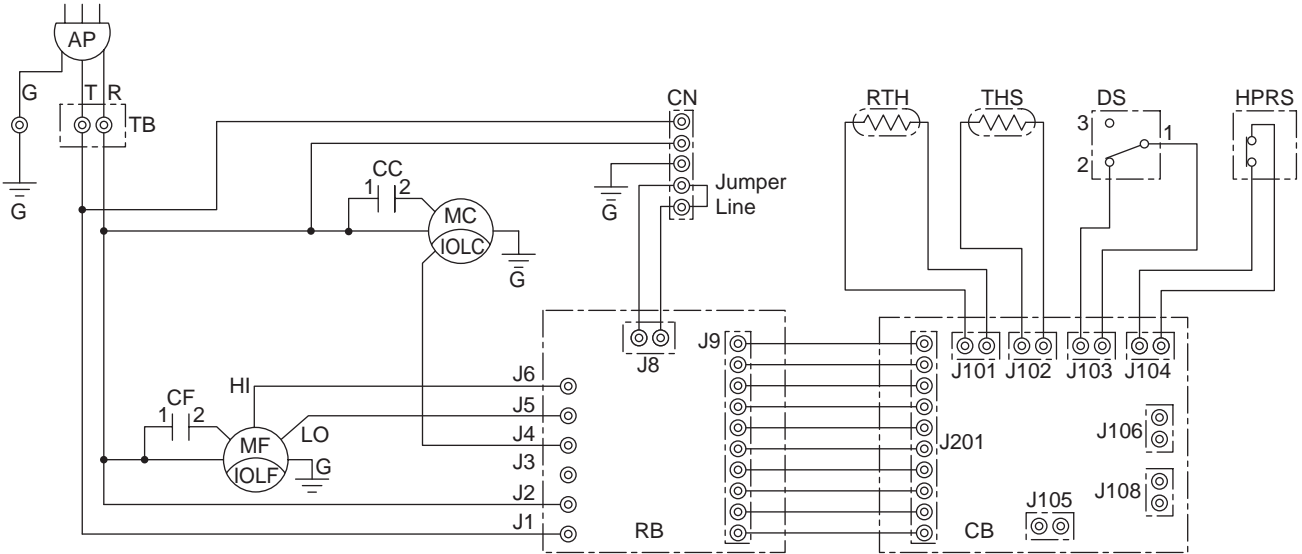 AP
G
T R
TB
G
CN
Jumper
Line
G
CC
1 2
MC
IOLC
G
RTH
THS
DS
3
1
2
HPRS
J8
J9
J6
J5
J4
J3
J2
J1
HI
LO
CF
1 2
MF
IOLF
G
RB
J101
J102
J103
J104
J106
J201
J108
J105
CB